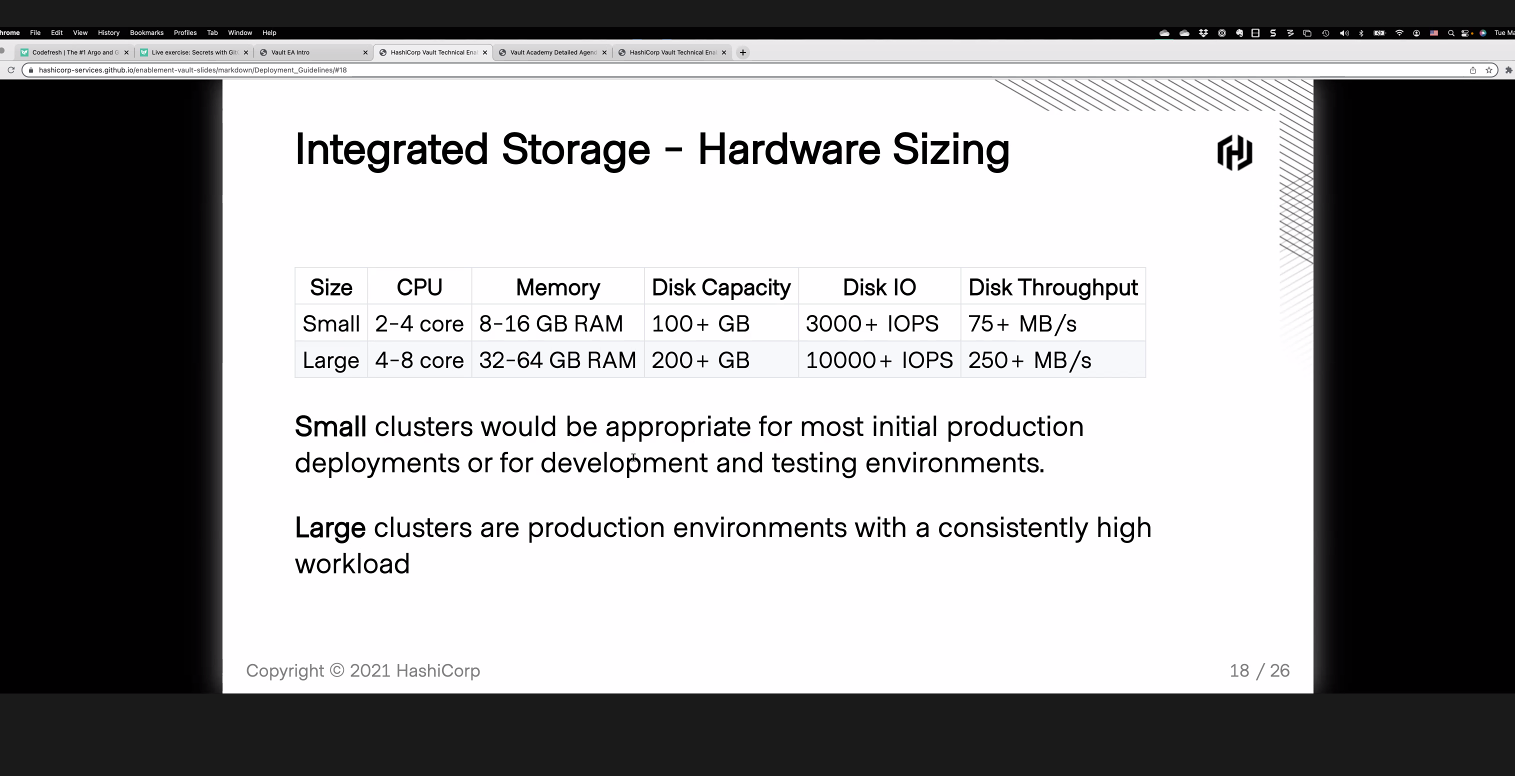 hrome File Edit View History Bookmarks Profiles Tab Window Help Tue Ma
Codefresh | The #1 Argo and G Live exercise: Secrets with Git Vault EA Intro HashiCorp Vault Technical Ena Vault Academy Detailed Agen HashiCorp Vault Technical Ena
hashicorp-services.github.io/enablement-vault-slides/markdown/Deployment_Guidelines/#18
Integrated Storage - Hardware Sizing
Size CPU Memory Disk Capacity Disk IO Disk Throughput
Small 2-4 core 8-16 GB RAM 100+ GB 3000+ IOPS 75+ MB/s
Large 4-8 core 32-64 GB RAM 200+ GB 10000+ IOPS 250+ MB/s
Small clusters would be appropriate for most initial production
deployments or for development and testing environments.
Large clusters are production environments with a consistently high
workload
Copyright © 2021 HashiCorp 18 / 26